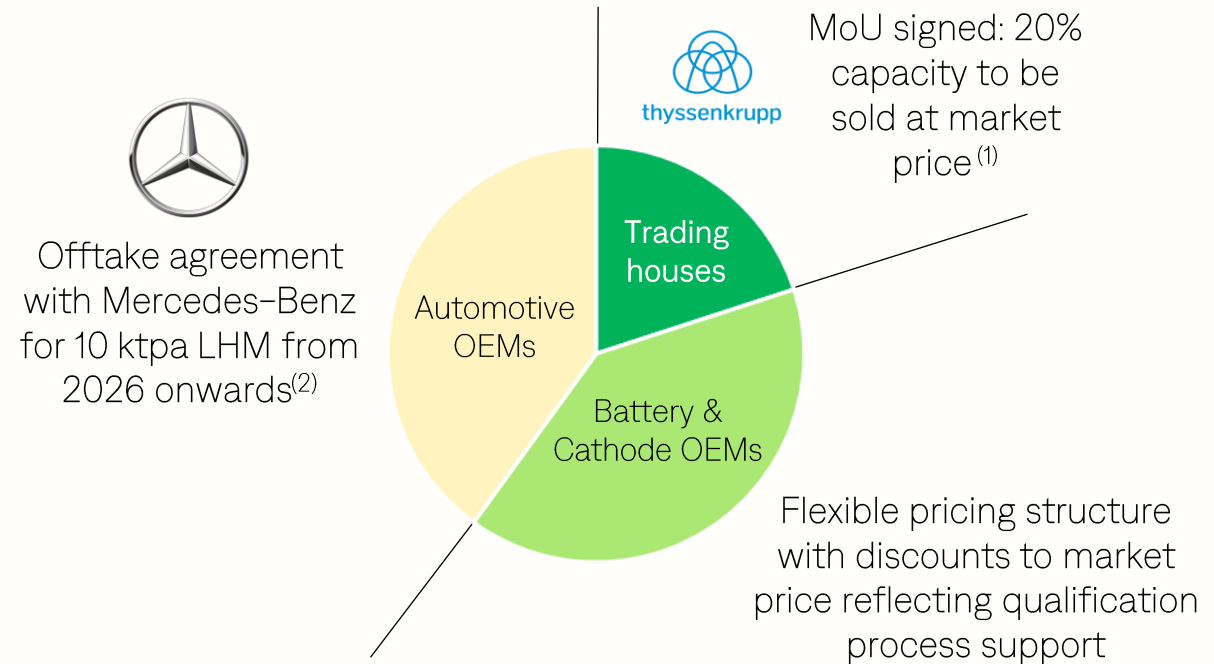 thyssenkrupp
MoU signed: 20%
capacity to be
sold at market
price (1)
Trading
houses
Offtake agreement
with Mercedes-Benz
for 10 ktpa LHM from
2026 onwards(2)
Automotive
OEMs
Battery &
Cathode OEMs
Flexible pricing structure
with discounts to market
price reflecting qualification
process support